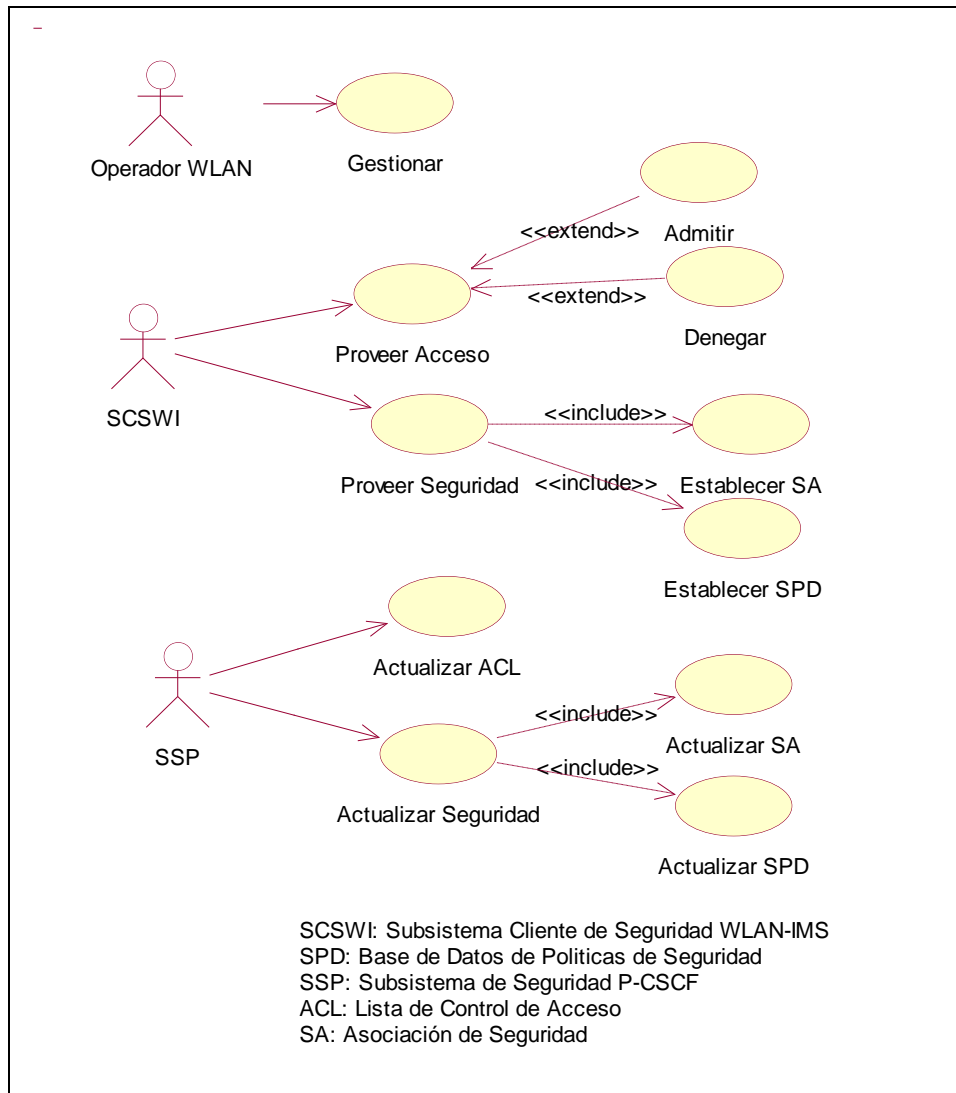 Operador WLAN
Gestionar
<<extend>>
Admitir
<<extend>>
Denegar
Proveer Acceso
SCSWI
<<include>>
Proveer Seguridad
<<include>>
Establecer SA
Establecer SPD
Actualizar ACL
<<include>>
Actualizar SA
SSP
<<include>>
Actualizar Seguridad
Actualizar SPD
SCSWI: Subsistema Cliente de Seguridad WLAN-IMS
SPD: Base de Datos de Politicas de Seguridad
SSP: Subsistema de Seguridad P-CSCF
ACL: Lista de Control de Acceso
SA: Asociación de Seguridad